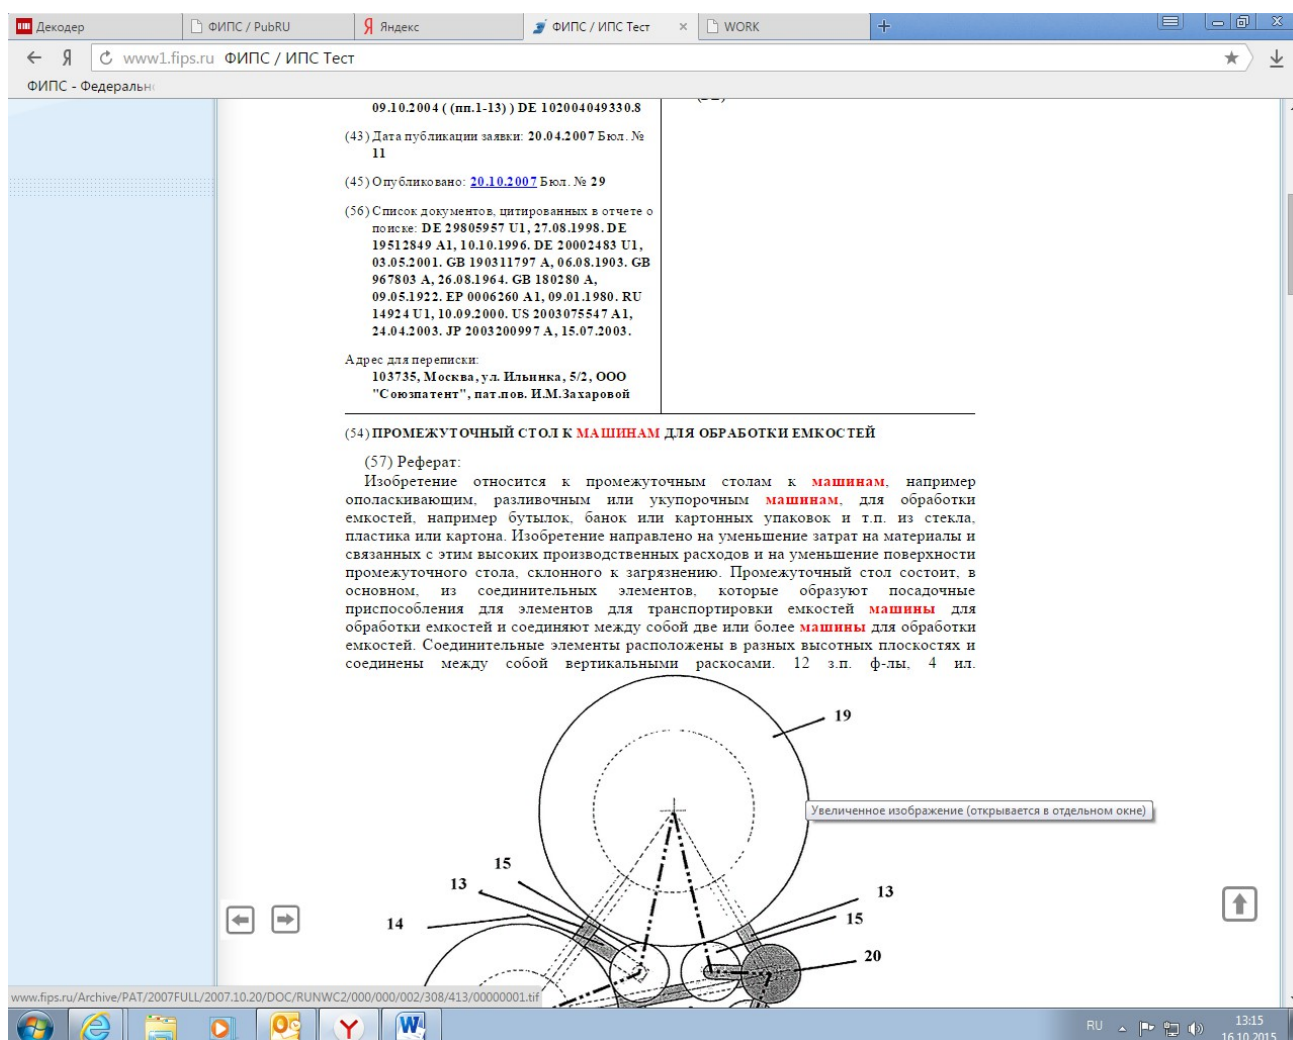 Декодер
ФИПС / PubRU
Яндекс
ФИПС / ИПС Тест
WORK
www1.fips.ru ФИПС / ИПС Тест
ФИПС - Федеральн
09.10.2004 ( (пп.1-13) ) DE 102004049330.8
(43) Дата публикации заявки: 20.04.2007 Бюл. №
11
(45) Опубликовано: 20.10.2007 Бюл. № 29
(56) Список документов, цитированных в отчете о
поиске: DE 29805957 U1, 27.08.1998. DE
19512849 A1, 10.10.1996. DE 20002483 U1,
03.05.2001. GB 190311797 A, 06.08.1903. GB
967803 A, 26.08.1964. GB 180280 A,
09.05.1922. EP 0006260 A1, 09.01.1980. RU
14924 U1, 10.09.2000. US 2003075547 A1,
24.04.2003. JP 2003200997 A, 15.07.2003.
Адрес для переписки:
103735, Москва, ул. Ильинка, 5/2, ООО
"Союзпатент", пат.пов. И.М.Захаровой
(54) ПРОМЕЖУТОЧНЫЙ СТОЛ К МАШИНАМ ДЛЯ ОБРАБОТКИ ЕМКОСТЕЙ
(57) Реферат:
Изобретение относится к промежуточным столам к машинам, например
ополаскивающим, разливочным или укупорочным машинам, для обработки
емкостей, например бутылок, банок или картонных упаковок и т.п. из стекла,
пластика или картона. Изобретение направлено на уменьшение затрат на материалы и
связанных с этим высоких производственных расходов и на уменьшение поверхности
промежуточного стола, склонного к загрязнению. Промежуточный стол состоит, в
основном, из соединительных элементов, которые образуют посадочные
приспособления для элементов для транспортировки емкостей машины для
обработки емкостей и соединяют между собой две или более машины для обработки
емкостей. Соединительные элементы расположены в разных высотных плоскостях и
соединены между собой вертикальными раскосами. 12 з.п. ф-лы, 4 ил.
19
Увеличенное изображение (открывается в отдельном окне)
15
13
13
14
15
20
www.fips.ru/Archive/PAT/2007FULL/2007.10.20/DOC/RUNWC2/000/000/002/308/413/00000001.tif
RU
13:15
16.10.2015